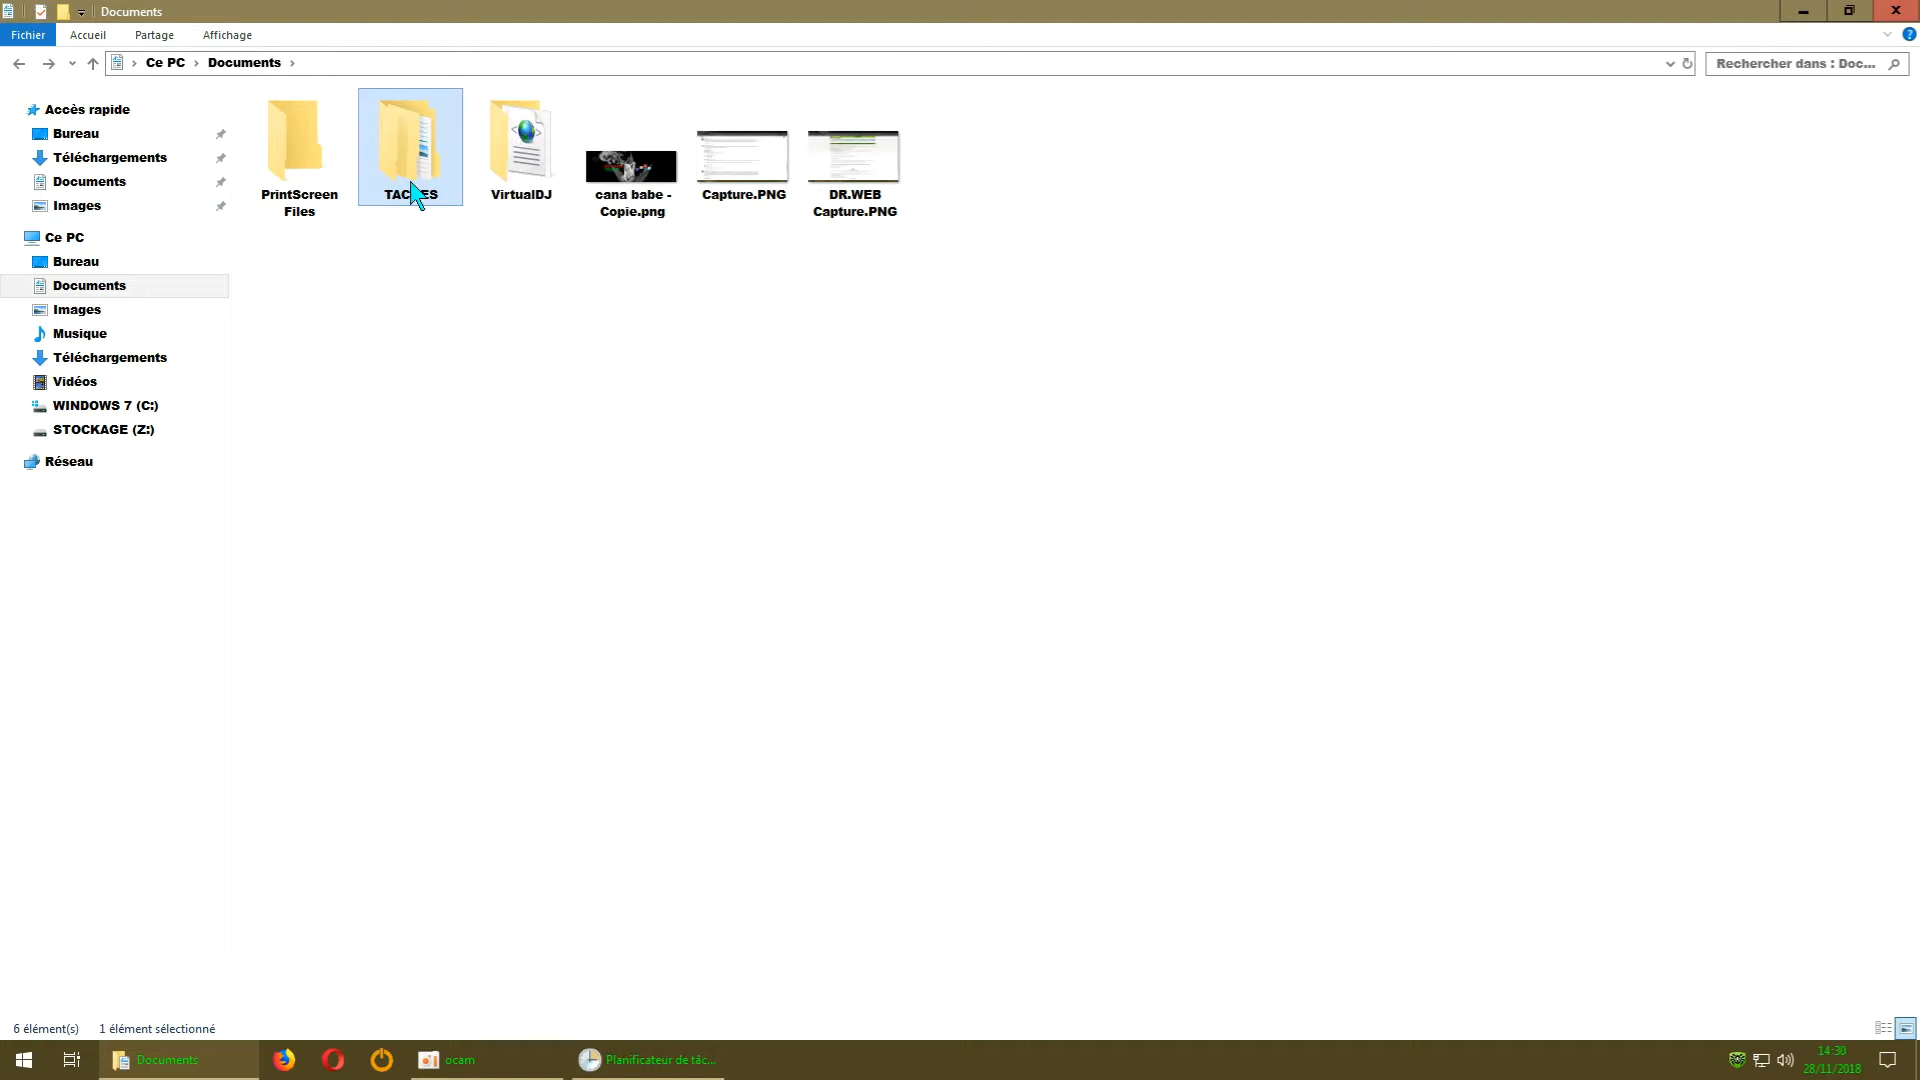 Documents
Fichier
Accueil
Partage
Affichage
Ce PC
Documents
Rechercher dans : Doc...
Accès rapide
Bureau
Téléchargements
Documents
Images
Ce PC
Bureau
Documents
Images
Musique
Téléchargements
Vidéos
WINDOWS 7 (C:)
STOCKAGE (Z:)
Réseau
PrintScreen
Files
VirtualDJ
cana babe -
Copie.png
Capture.PNG
DR.WEB
Capture.PNG
6 élément(s)
1 élément sélectionné
Documents
ocam
Planificateur de tâc...
14:30
28/11/2018